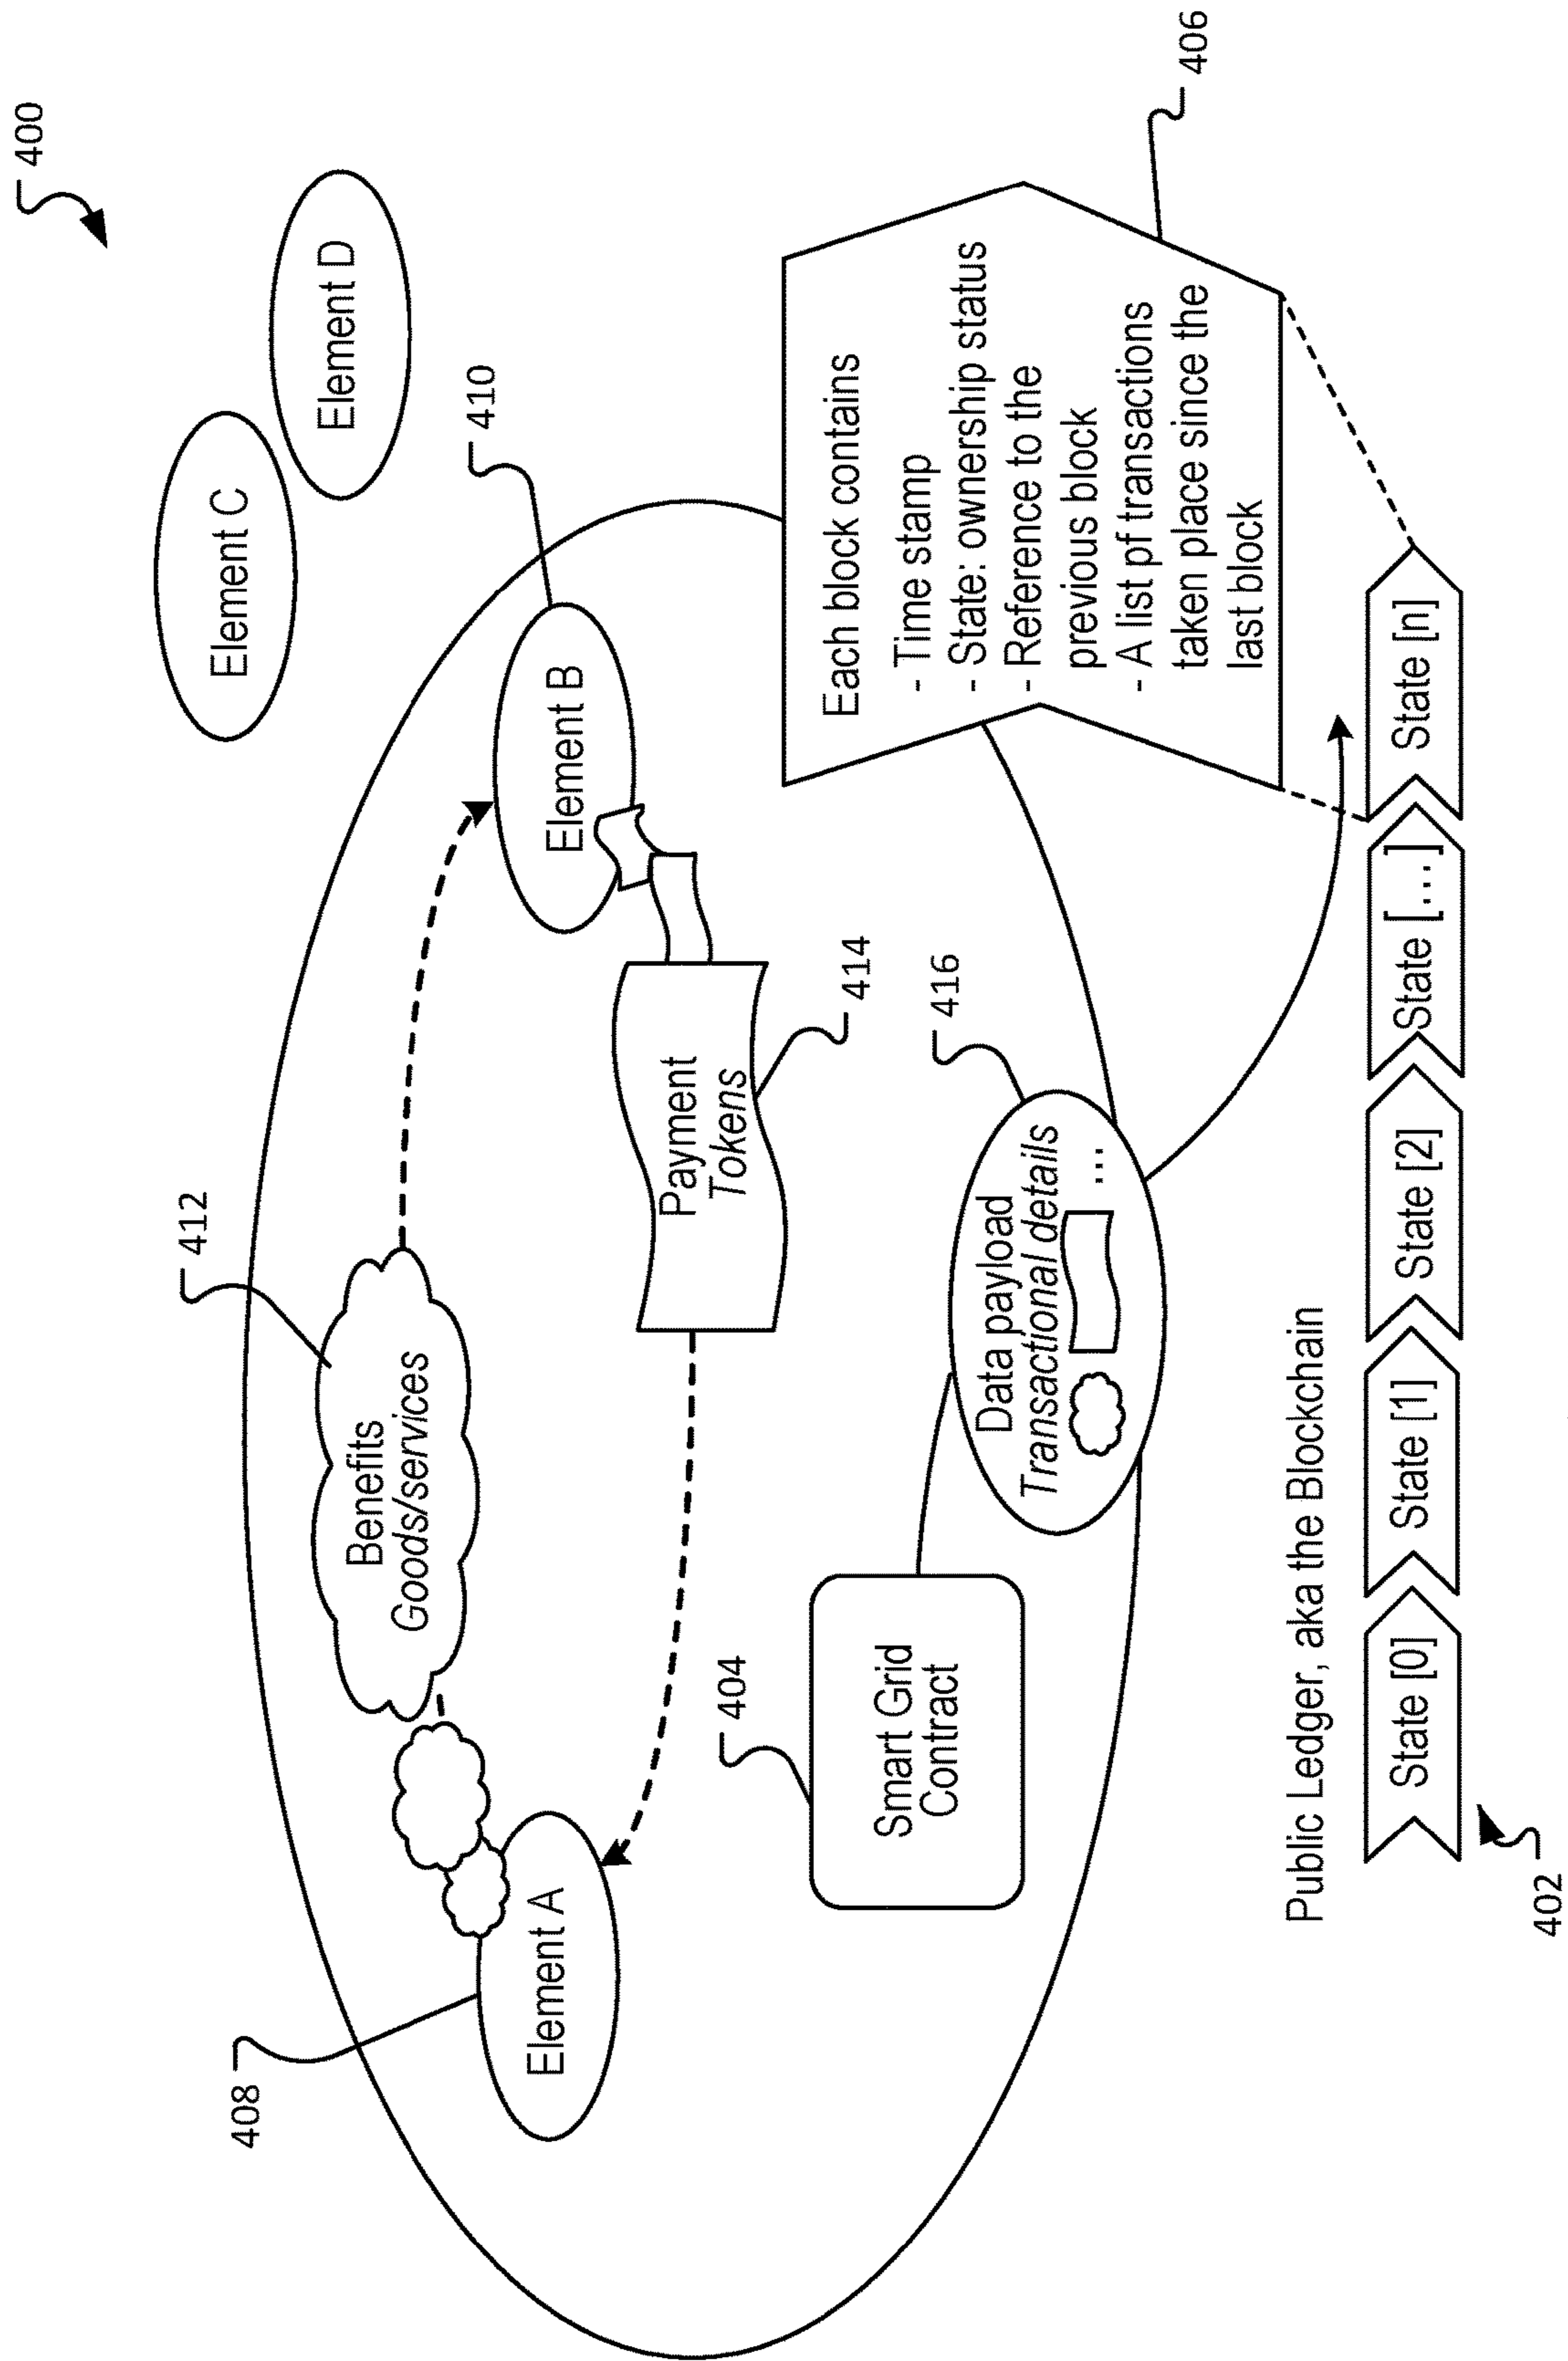 400
Element C
Element D
412
410
Benefits
Goods/services
408
Element A
Element B
Payment
Tokens
414
404
Smart Grid
Contract
416
Data payload
Transactional details
...
Each block contains
- Time stamp
- State: ownership status
- Reference to the
previous block
- A list pf transactions
taken place since the
last block
406
Public Ledger, aka the Blockchain
State [0]
State [1]
State [2]
State [...]
State [n]
402